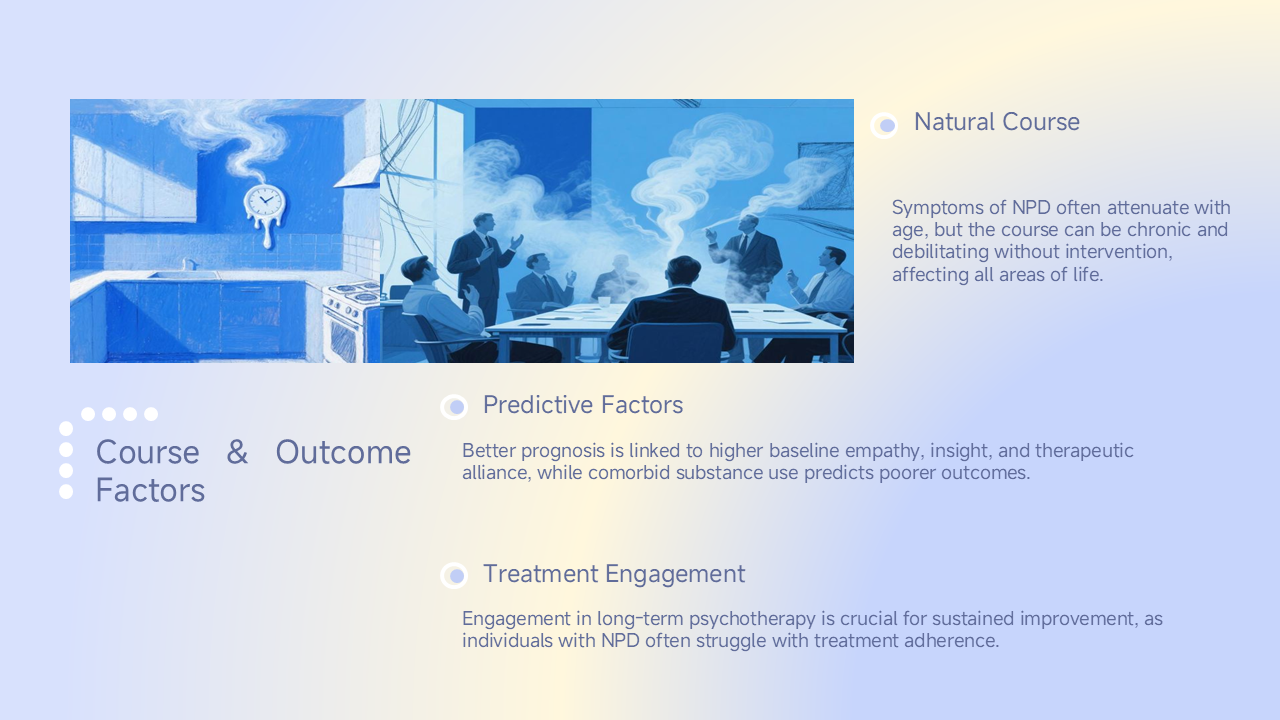 Natural Course
Symptoms of NPD often attenuate with
age, but the course can be chronic and
debilitating without intervention,
affecting all areas of life.
Course & Outcome
Factors
Predictive Factors
Better prognosis is linked to higher baseline empathy, insight, and therapeutic
alliance, while comorbid substance use predicts poorer outcomes.
Treatment Engagement
Engagement in long-term psychotherapy is crucial for sustained improvement, as
individuals with NPD often struggle with treatment adherence.